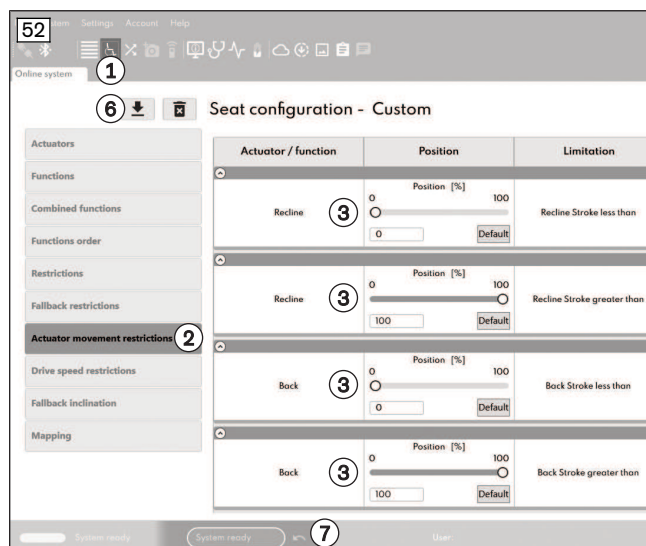 52
System Settings Account Help
1
Online system
6 Seat configuration - Custom
Actuators
Functions
Combined functions
Functions order
Restrictions
Fallback restrictions
Actuator movement restrictions 2
Drive speed restrictions
Fallback inclination
Mapping
Actuator / function Position Limitation
Position [%]
0 100
Recline 3 Recline Stroke less than
0 Default
Position [%]
0 100
Recline 3 Recline Stroke greater than
100 Default
Position [%]
0 100
Back 3 Back Stroke less than
0 Default
Position [%]
0 100
Back 3 Back Stroke greater than
100 Default
System ready System ready 7 User: